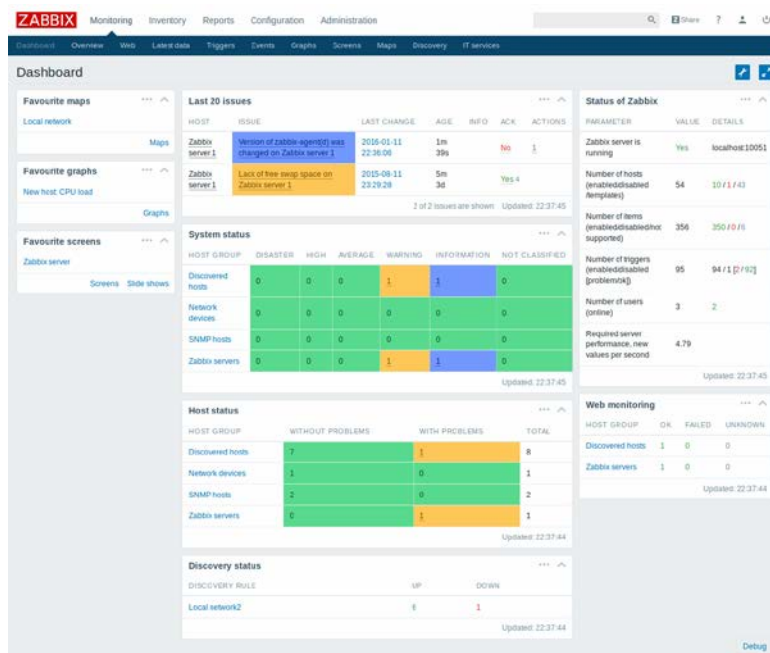 ZABBIX Monitoring Inventory Reports Configuration Administration Share ?
Dashboard Overview Web Latest data Triggers Events Graphs Screens Maps Discovery IT services
Dashboard
Favourite maps
Local network
Maps
Favourite graphs
New host: CPU load
Graphs
Favourite screens
Zabbix server
Screens Slide shows
Last 20 issues
HOST ISSUE LAST CHANGE AGE INFO ACK ACTIONS
Zabbix Version of zabbix-agent(d) was 2016-01-11 1m No 1
server 1 changed on Zabbix server 1 22:36:06 39s
Zabbix Lack of free swap space on 2015-08-11 5m Yes 4
server 1 Zabbix server 1 23:29:28 3d
2 of 2 issues are shown Updated: 22:37:45
System status
HOST GROUP DISASTER HIGH AVERAGE WARNING INFORMATION NOT CLASSIFIED
Discovered 0 0 0 1 1 0
hosts
Network 0 0 0 0 0 0
devices
SNMP hosts 0 0 0 0 0 0
Zabbix servers 0 0 0 1 1 0
Updated: 22:37:45
Host status
HOST GROUP WITHOUT PROBLEMS WITH PROBLEMS TOTAL
Discovered hosts 7 1 8
Network devices 1 0 1
SNMP hosts 2 0 2
Zabbix servers 0 1 1
Updated: 22:37:44
Discovery status
DISCOVERY RULE UP DOWN
Local network2 6 1
Updated: 22:37:44
Status of Zabbix
PARAMETER VALUE DETAILS
Zabbix server is Yes localhost:10051
running
Number of hosts
(enabled/disabled 54 10 / 1 / 43
/templates)
Number of items
(enabled/disabled/not 356 350 / 0 / 6
supported)
Number of triggers
(enabled/disabled 95 94 / 1 [2 / 92]
[problem/ok])
Number of users 3 2
(online)
Required server
performance, new 4.79
values per second
Updated: 22:37:45
Web monitoring
HOST GROUP OK FAILED UNKNOWN
Discovered hosts 1 0 0
Zabbix servers 1 0 0
Updated: 22:37:44
Debug